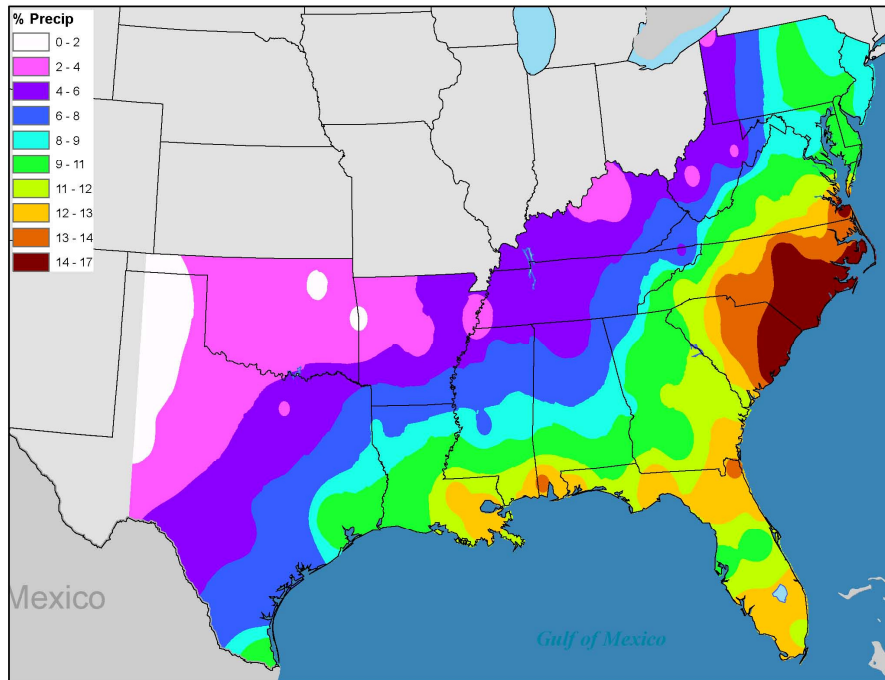 % Precip
0 - 2
2 - 4
4 - 6
6 - 8
8 - 9
9 - 11
11 - 12
12 - 13
13 - 14
14 - 17
Mexico
Gulf of Mexico